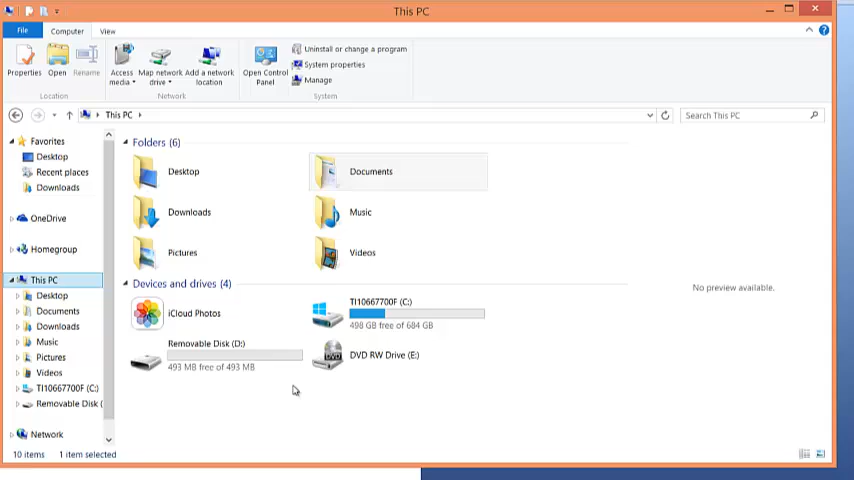 This PC
File Computer View
Properties Open Rename
Access media Map network drive Add a network location
Open Control Panel
Uninstall or change a program
System properties
Manage
Location Network System
This PC
Search This PC
Favorites
Desktop
Recent places
Downloads
OneDrive
Homegroup
This PC
Desktop
Documents
Downloads
Music
Pictures
Videos
TI10667700F (C:)
Removable Disk (
Network
Folders (6)
Desktop
Documents
Downloads
Music
Pictures
Videos
Devices and drives (4)
iCloud Photos
TI10667700F (C:)
498 GB free of 684 GB
Removable Disk (D:)
493 MB free of 493 MB
DVD
DVD RW Drive (E:)
No preview available.
10 items 1 item selected